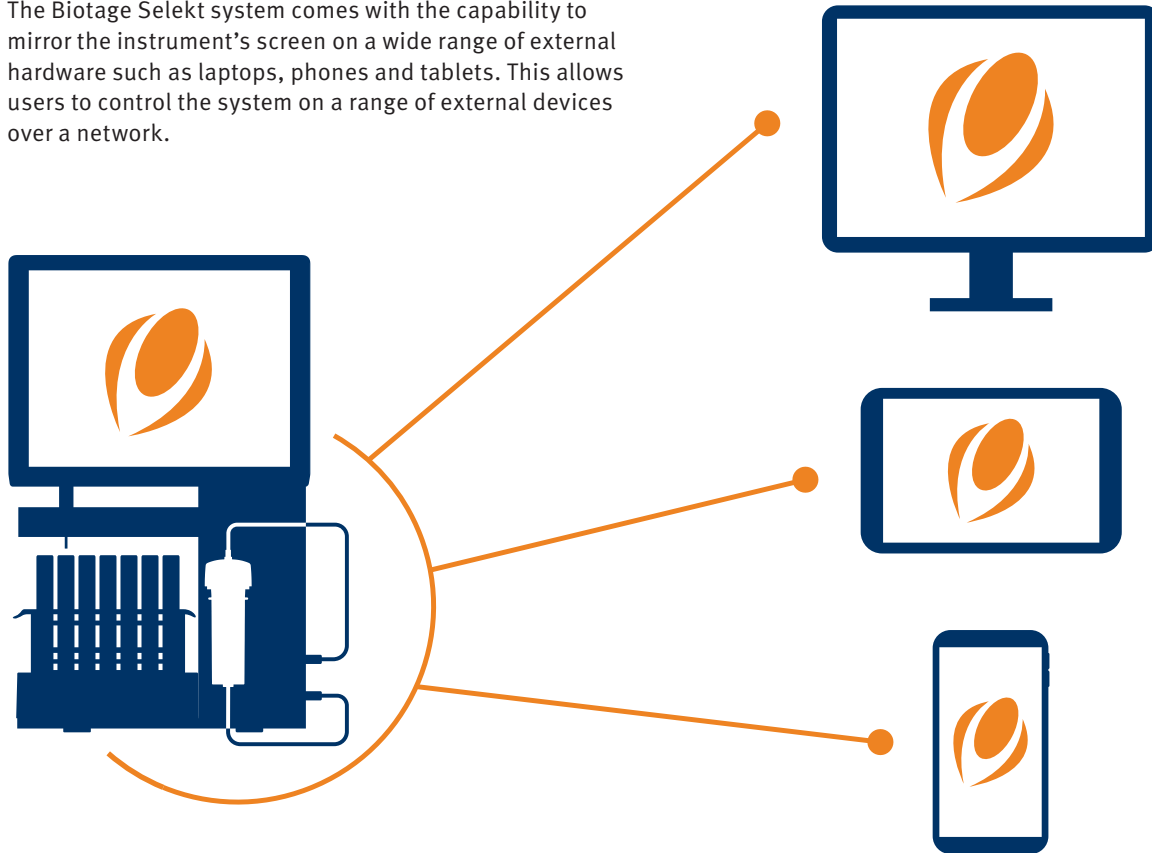 The Biotage Selekt system comes with the capability to
mirror the instrument’s screen on a wide range of external
hardware such as laptops, phones and tablets. This allows
users to control the system on a range of external devices
over a network.